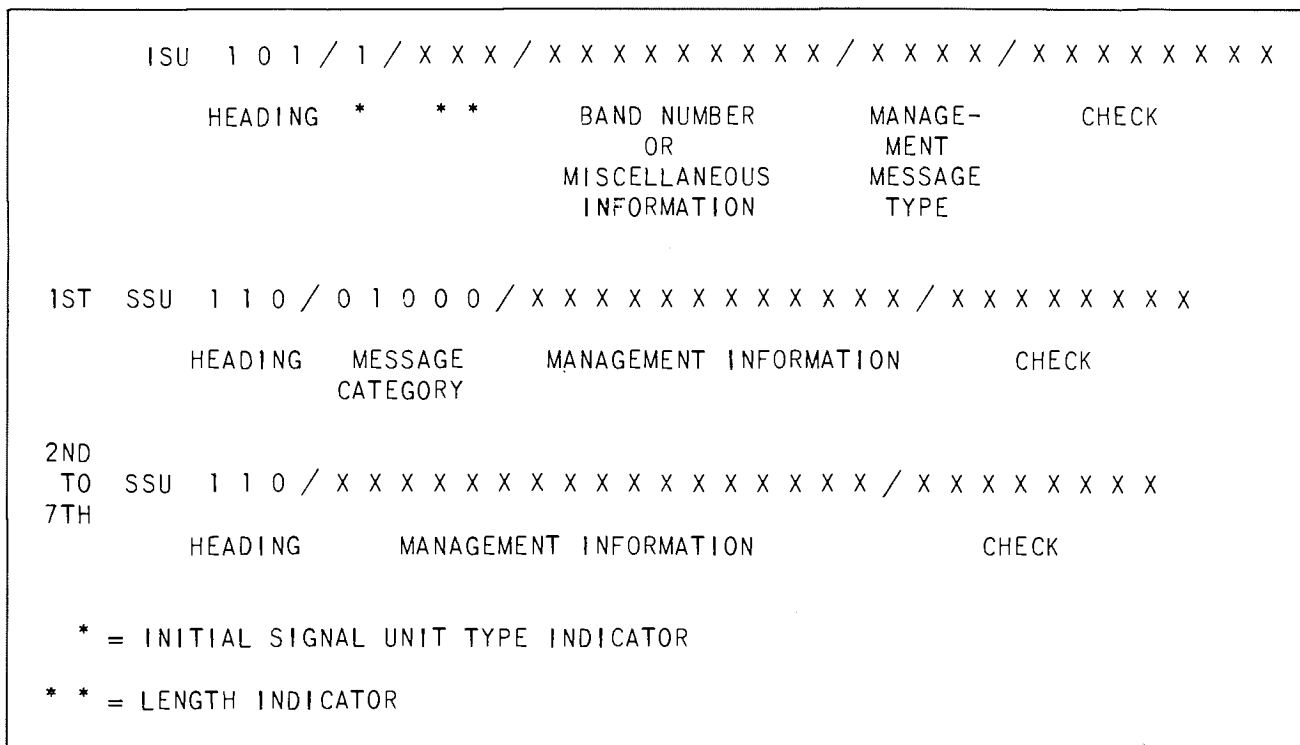 ISU 1 0 1 / 1 / X X X / X X X X X X X X X / X X X X / X X X X X X X X
HEADING * * * BAND NUMBER MANAGE- CHECK
OR MENT
MISCELLANEOUS MESSAGE
INFORMATION TYPE
1ST SSU 1 1 0 / 0 1 0 0 0 / X X X X X X X X X X X X / X X X X X X X X
HEADING MESSAGE MANAGEMENT INFORMATION CHECK
CATEGORY
2ND
TO SSU 1 1 0 / X X X X X X X X X X X X X X X X X / X X X X X X X X
7TH
HEADING MANAGEMENT INFORMATION CHECK
* = INITIAL SIGNAL UNIT TYPE INDICATOR
* * = LENGTH INDICATOR